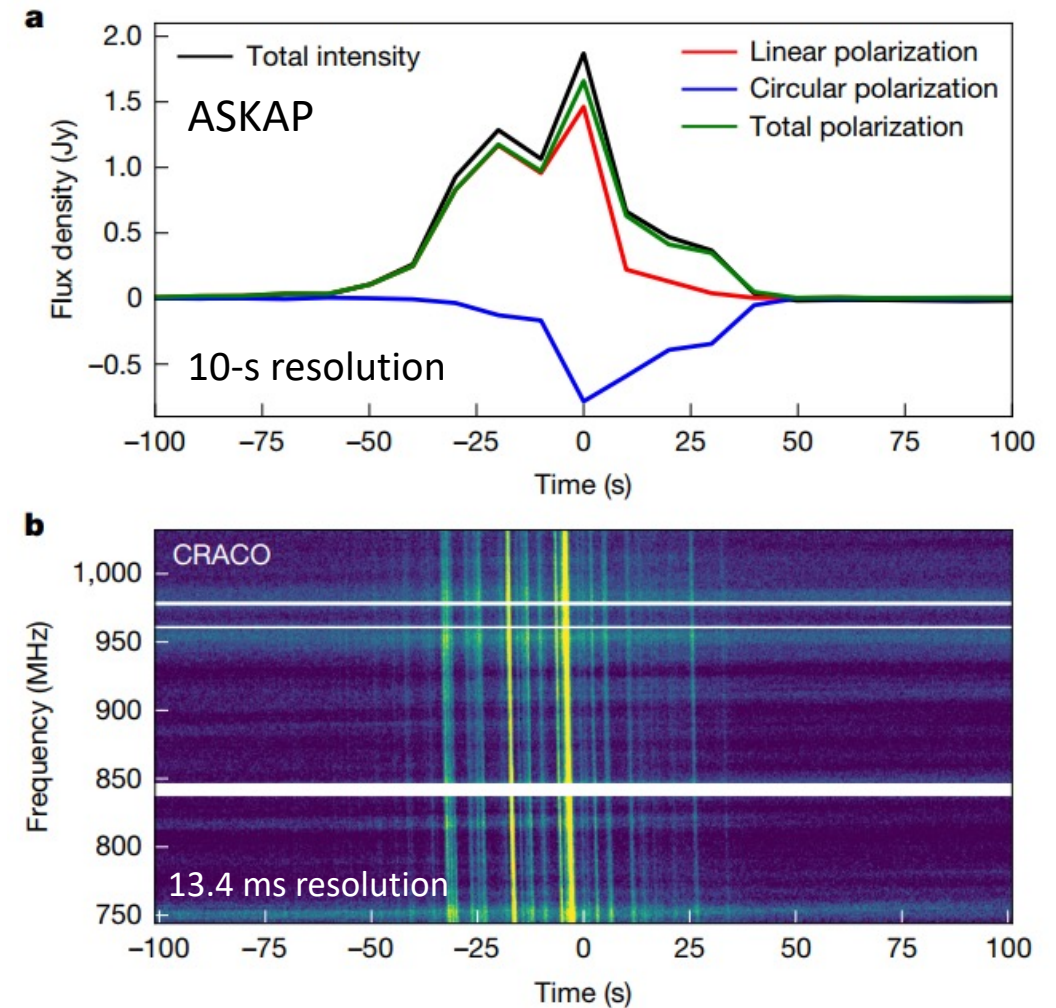 a
Total intensity
Linear polarization
Circular polarization
Total polarization
ASKAP
10-s resolution
Flux density (Jy)
2.0
1.5
1.0
0.5
0
−0.5
−100 −75 −50 −25 0 25 50 75 100
Time (s)
b
CRACO
13.4 ms resolution
Frequency (MHz)
1,000
950
900
850
800
750
−100 −75 −50 −25 0 25 50 75 100
Time (s)